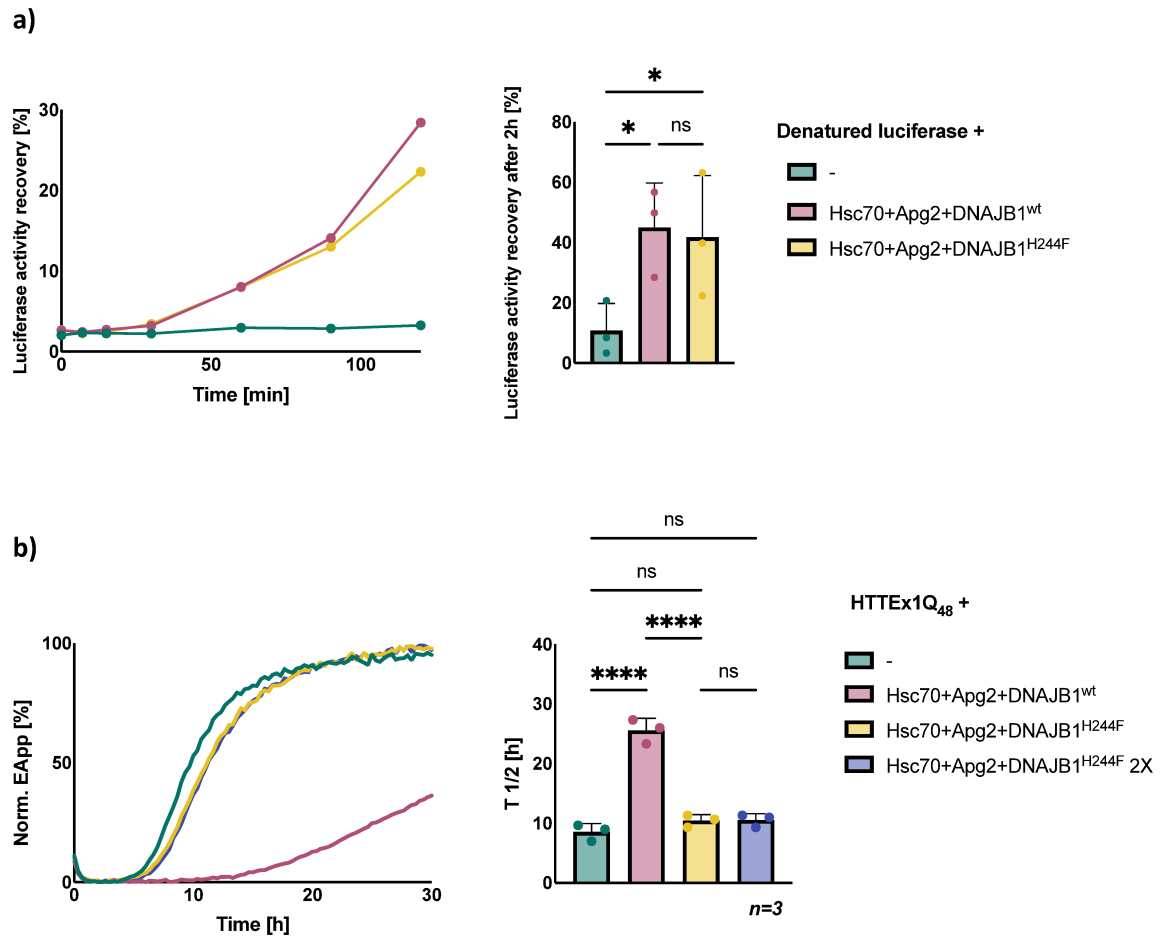 a)
Luciferase activity recovery [%]
30
20
10
0
0
50
100
Time [min]
Luciferase activity recovery after 2h [%]
80
60
40
20
0
*
*
ns
Denatured luciferase +
-
Hsc70+Apg2+DNAJB1wt
Hsc70+Apg2+DNAJB1H244F
b)
Norm. EApp [%]
100
50
0
0
10
20
30
Time [h]
T 1/2 [h]
40
30
20
10
0
ns
ns
****
****
ns
n=3
HTTEx1Q48 +
-
Hsc70+Apg2+DNAJB1wt
Hsc70+Apg2+DNAJB1H244F
Hsc70+Apg2+DNAJB1H244F 2X